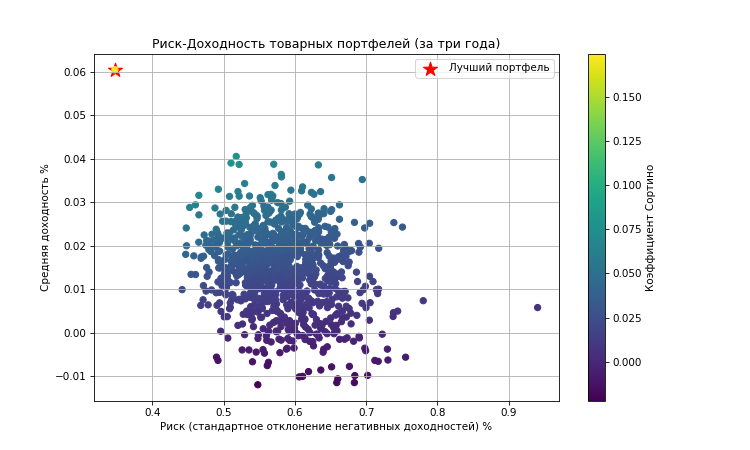 Риск-Доходность товарных портфелей (за три года)
Лучший портфель
0.06
0.05
0.04
0.03
0.02
0.01
0.00
−0.01
Средняя доходность %
0.4 0.5 0.6 0.7 0.8 0.9
Риск (стандартное отклонение негативных доходностей) %
0.150
0.125
0.100
0.075
0.050
0.025
0.000
Коэффициент Сортино